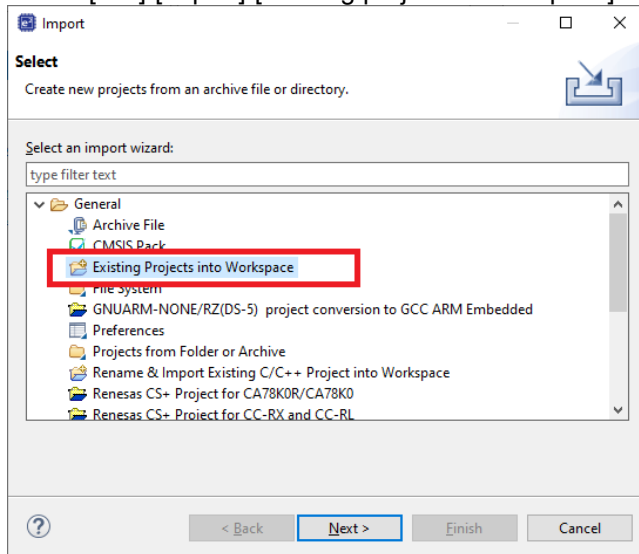 Import
Select
Create new projects from an archive file or directory.
Select an import wizard:
type filter text
General
Archive File
CMSIS Pack
Existing Projects into Workspace
File System
GNUARM-NONE/RZ(DS-5) project conversion to GCC ARM Embedded
Preferences
Projects from Folder or Archive
Rename & Import Existing C/C++ Project into Workspace
Renesas CS+ Project for CA78K0R/CA78K0
Renesas CS+ Project for CC-RX and CC-RL
< Back Next > Finish Cancel